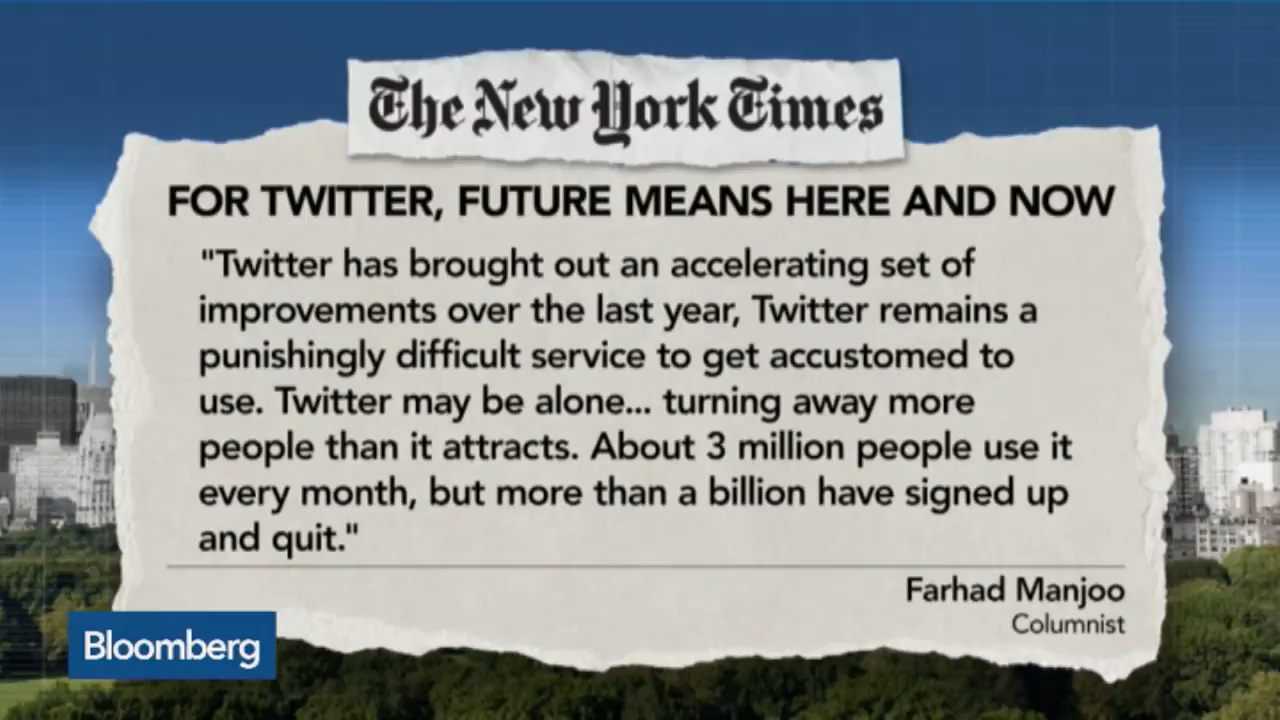 The New York Times
FOR TWITTER, FUTURE MEANS HERE AND NOW
"Twitter has brought out an accelerating set of
improvements over the last year, Twitter remains a
punishingly difficult service to get accustomed to
use. Twitter may be alone... turning away more
people than it attracts. About 3 million people use it
every month, but more than a billion have signed up
and quit."
Farhad Manjoo
Columnist
Bloomberg